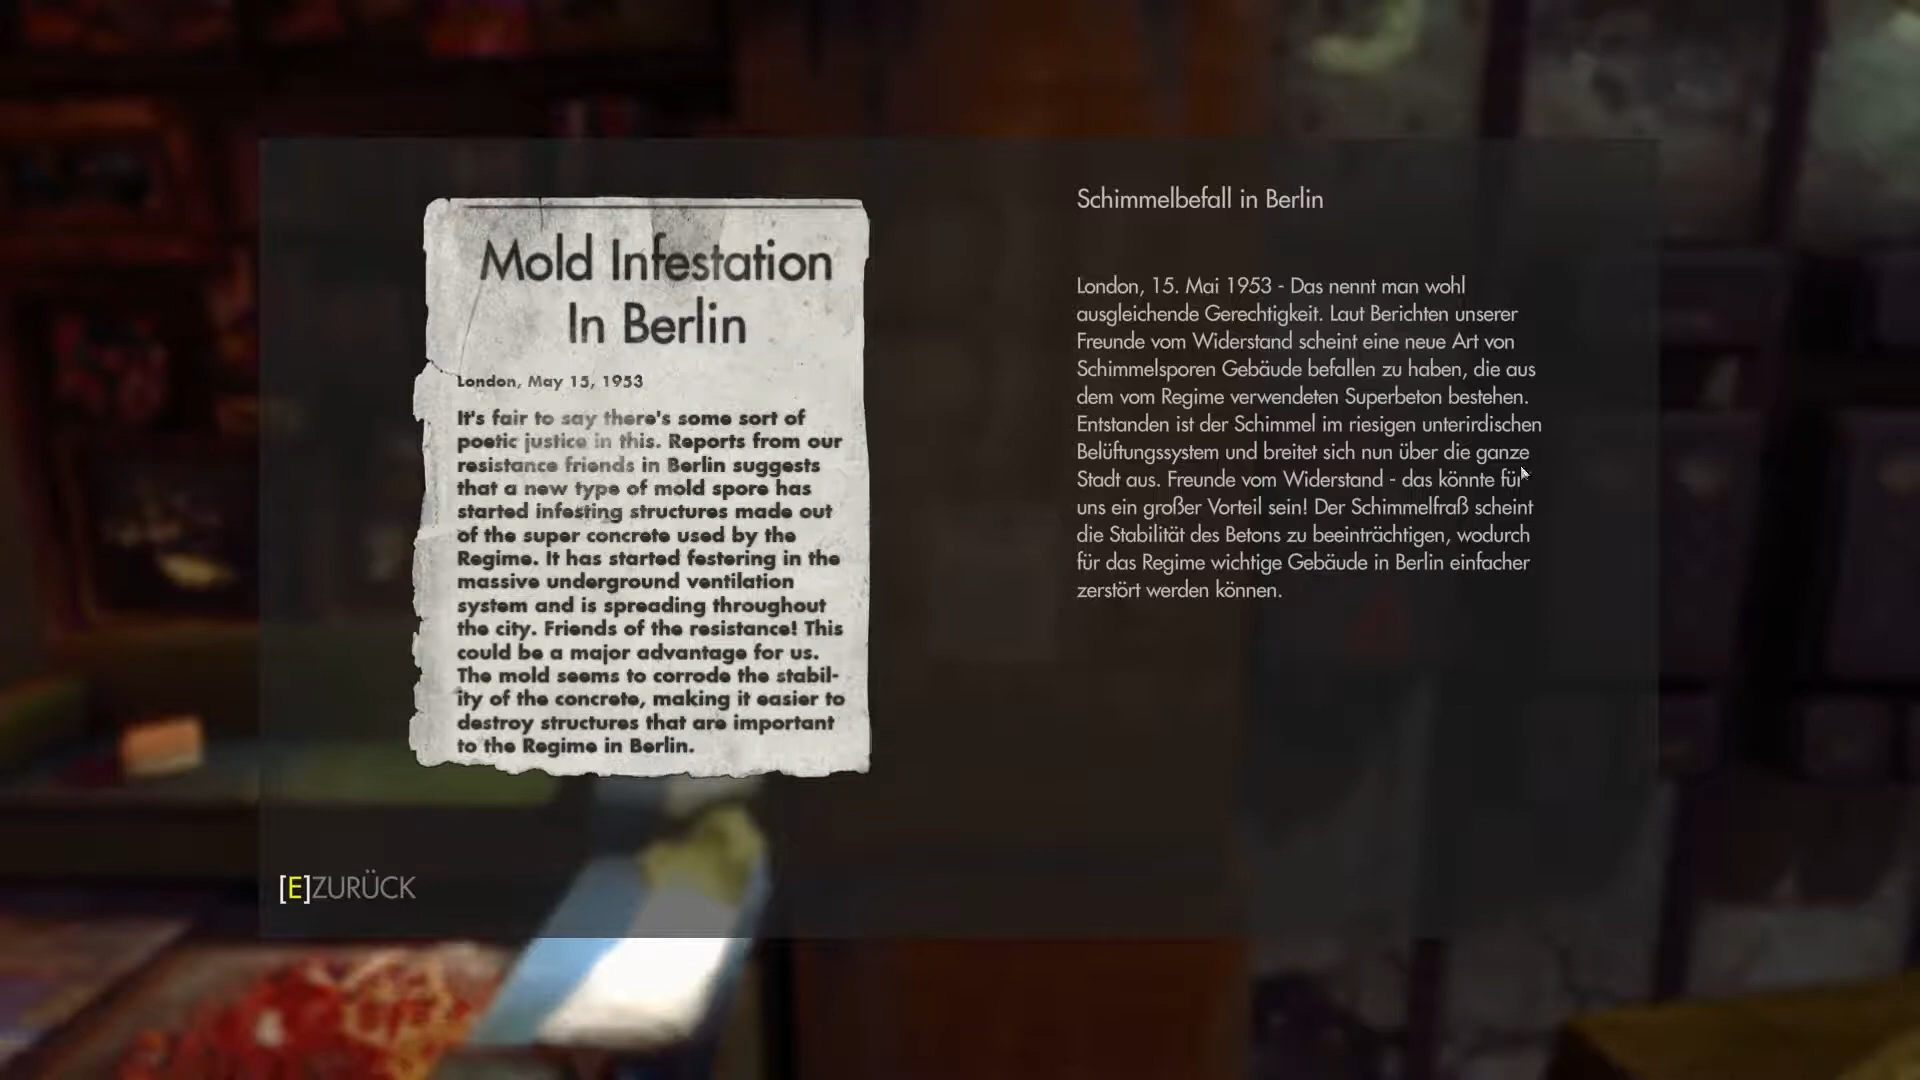 Mold Infestation
In Berlin
London, May 15, 1953
It's fair to say there's some sort of
poetic justice in this. Reports from our
resistance friends in Berlin suggests
that a new type of mold spore has
started infesting structures made out
of the super concrete used by the
Regime. It has started festering in the
massive underground ventilation
system and is spreading throughout
the city. Friends of the resistance! This
could be a major advantage for us.
The mold seems to corrode the stabil-
ity of the concrete, making it easier to
destroy structures that are important
to the Regime in Berlin.
Schimmelbefall in Berlin
London, 15. Mai 1953 - Das nennt man wohl
ausgleichende Gerechtigkeit. Laut Berichten unserer
Freunde vom Widerstand scheint eine neue Art von
Schimmelsporen Gebäude befallen zu haben, die aus
dem vom Regime verwendeten Superbeton bestehen.
Entstanden ist der Schimmel im riesigen unterirdischen
Belüftungssystem und breitet sich nun über die ganze
Stadt aus. Freunde vom Widerstand - das könnte für
uns ein großer Vorteil sein! Der Schimmelfraß scheint
die Stabilität des Betons zu beeinträchtigen, wodurch
für das Regime wichtige Gebäude in Berlin einfacher
zerstört werden können.
[E]ZURÜCK